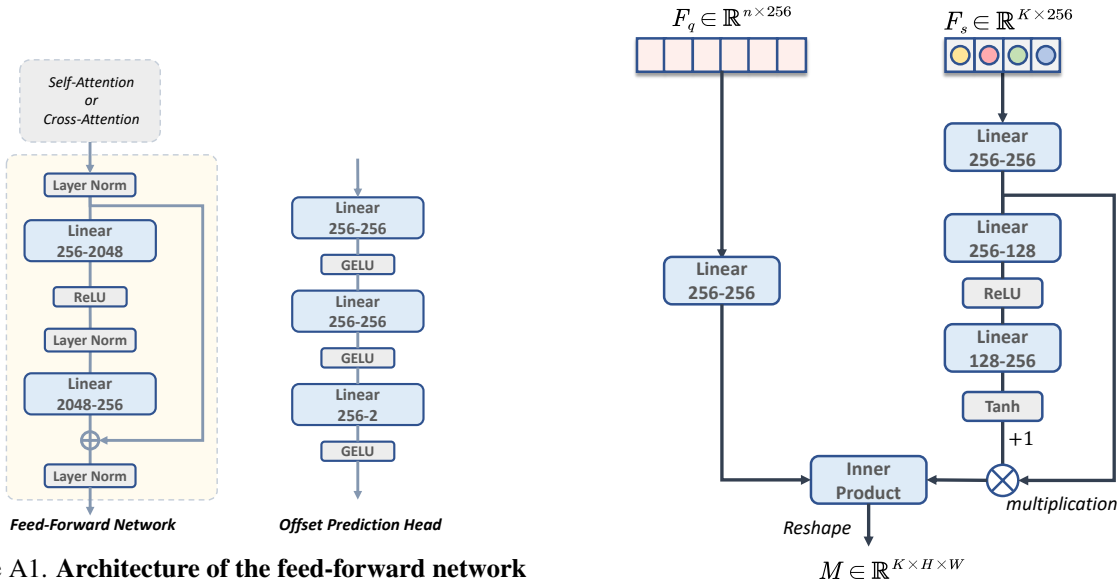 Self-Attention
or
Cross-Attention
Layer Norm
Linear
256-2048
ReLU
Layer Norm
Linear
2048-256
Layer Norm
Feed-Forward Network
Linear
256-256
GELU
Linear
256-256
GELU
Linear
256-2
GELU
Offset Prediction Head
A1. Architecture of the feed-forward network
F_q ∈ ℝ^{n×256}
Linear
256-256
F_s ∈ ℝ^{K×256}
Linear
256-256
Linear
256-128
ReLU
Linear
128-256
Tanh
+1
multiplication
Inner
Product
Reshape
M ∈ ℝ^{K×H×W}